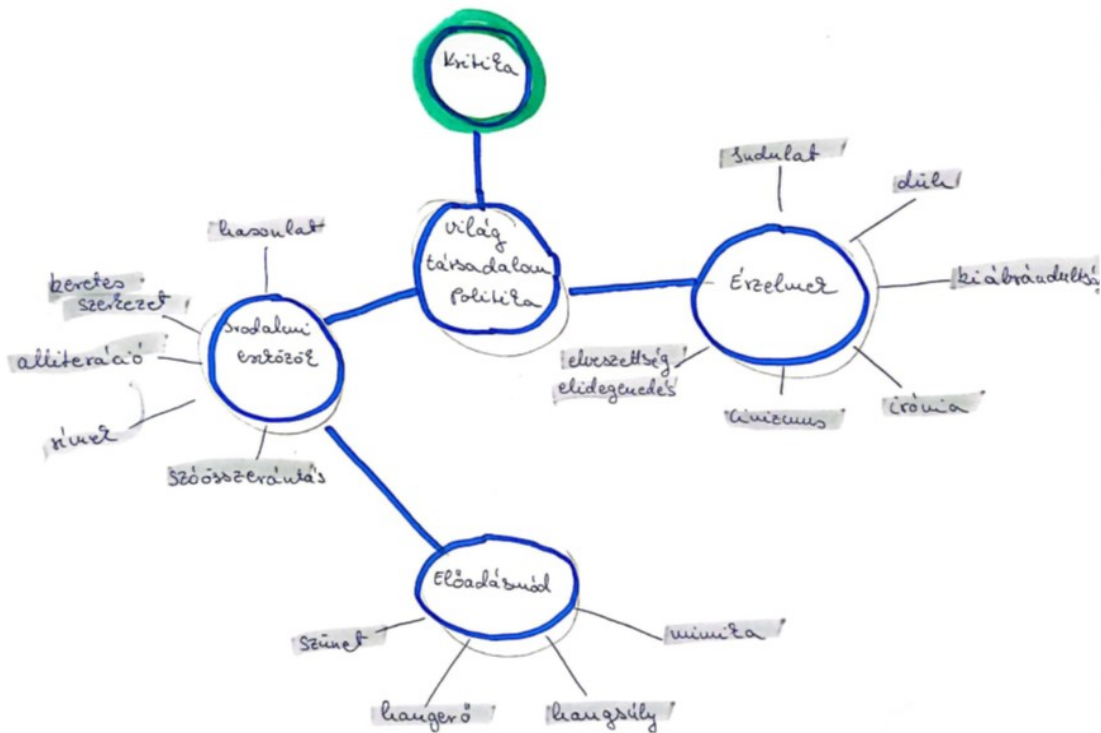 Kritika
világ
társadalom
Politika
Irodalmi
eszközök
hasonlat
keretes
szerkezet
alliteráció
rímek
szóösszerántás
Érzelmek
Indulat
düh
kiábrándultsá
irónia
cinizmus
elveszettség
elidegenedés
Előadásmód
szünet
hangerő
hangsúly
mimika